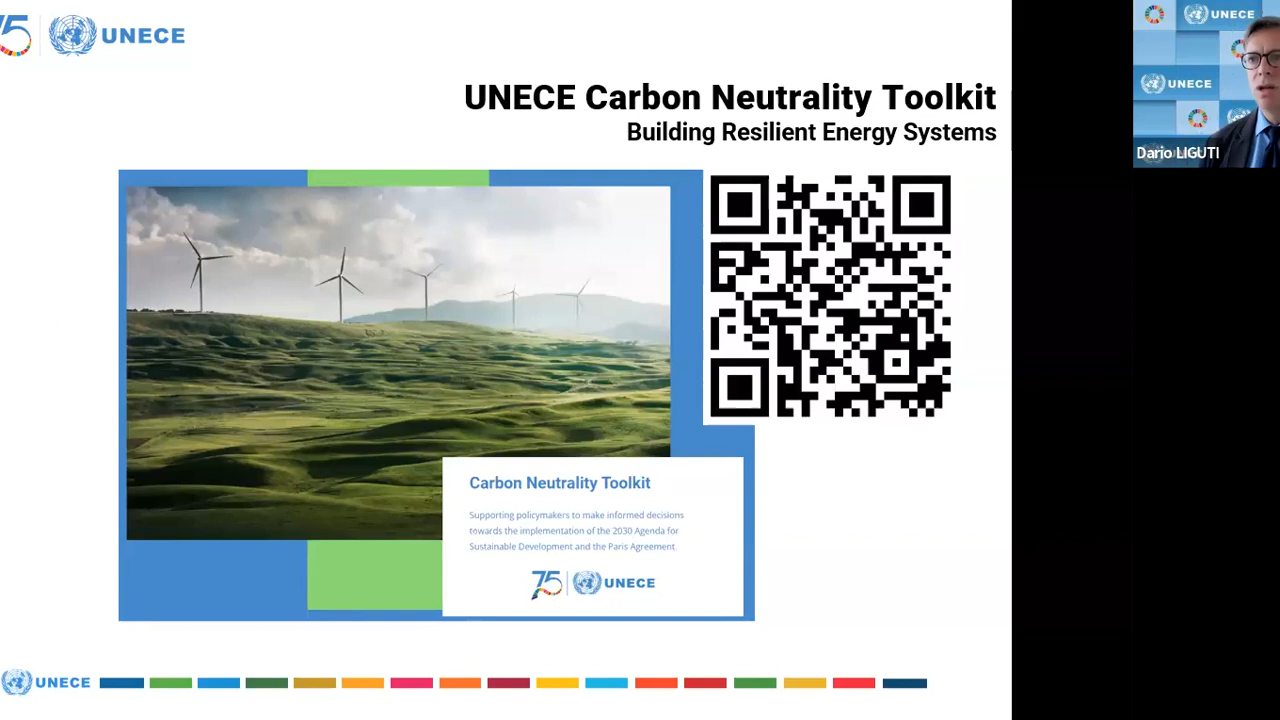 75 UNECE
UNECE Carbon Neutrality Toolkit
Building Resilient Energy Systems
Carbon Neutrality Toolkit
Supporting policymakers to make informed decisions
towards the implementation of the 2030 Agenda for
Sustainable Development and the Paris Agreement
75 UNECE
UNECE
UNECE
UNECE
Dario LIGUTI